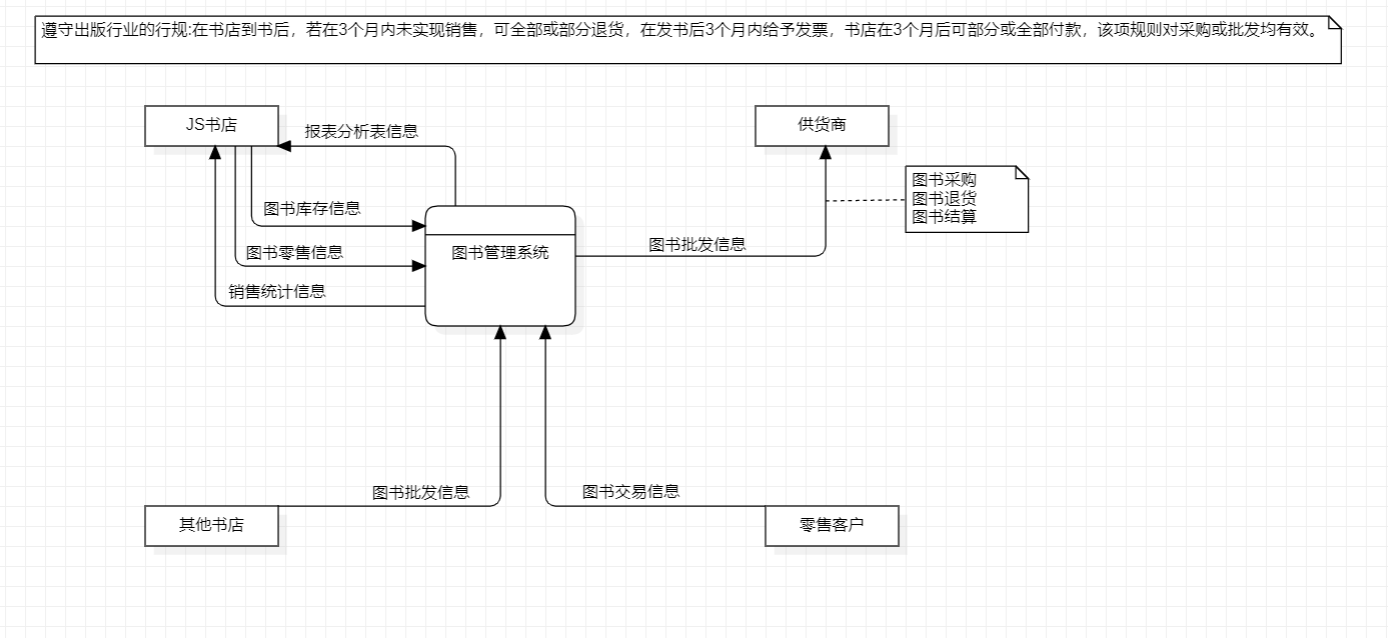 遵守出版行业的行规:在书店到书后，若在3个月内未实现销售，可全部或部分退货，在发书后3个月内给予发票，书店在3个月后可部分或全部付款，该项规则对采购或批发均有效。
JS书店
供货商
报表分析表信息
图书采购
图书退货
图书结算
图书库存信息
图书批发信息
图书零售信息
图书管理系统
销售统计信息
图书批发信息
图书交易信息
其他书店
零售客户